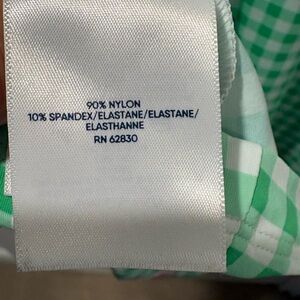 90% NYLON
10% SPANDEX/ELASTANE/ELASTANE/
ELASTHANNE
RN 62830